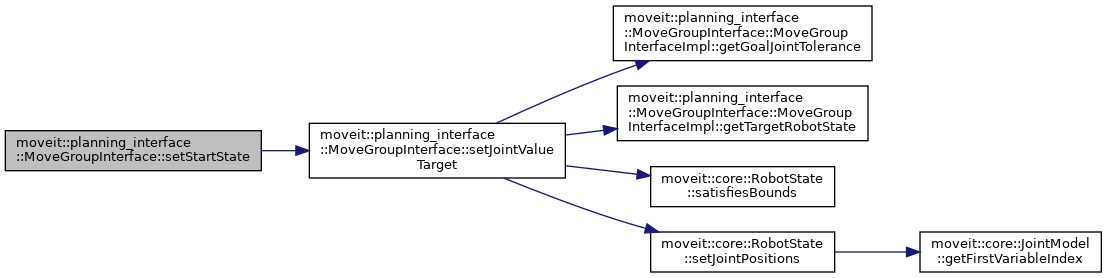 moveit::planning_interface
::MoveGroupInterface::setStartState
moveit::planning_interface
::MoveGroupInterface::setJointValue
Target
moveit::planning_interface
::MoveGroupInterface::MoveGroup
InterfaceImpl::getGoalJointTolerance
moveit::planning_interface
::MoveGroupInterface::MoveGroup
InterfaceImpl::getTargetRobotState
moveit::core::RobotState
::satisfiesBounds
moveit::core::RobotState
::setJointPositions
moveit::core::JointModel
::getFirstVariableIndex